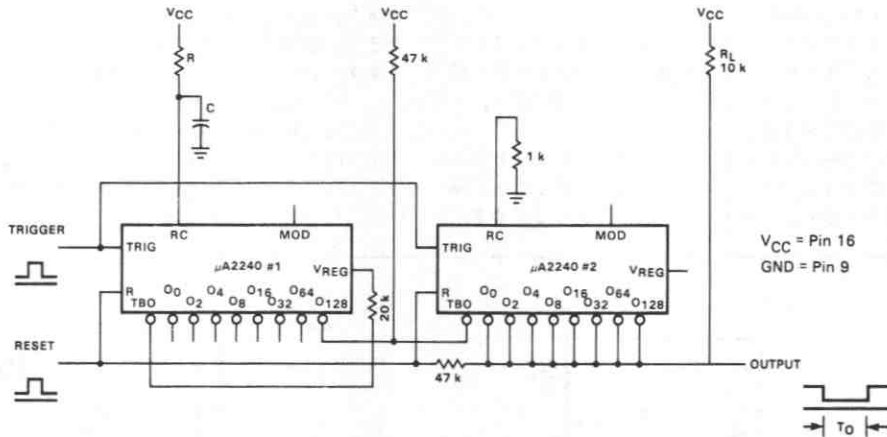 VCC VCC VCC
R 47 k RL
10 k
C
1 k
TRIGGER RC MOD RC MOD
TRIG TRIG VCC = Pin 16
µA2240 #1 VREG µA2240 #2 VREG GND = Pin 9
R O0 O4 O16 O64 R O0 O4 O16 O64
TBO O2 O8 O32 O128 20 k TBO O2 O8 O32 O128
RESET OUTPUT
47 k
TO